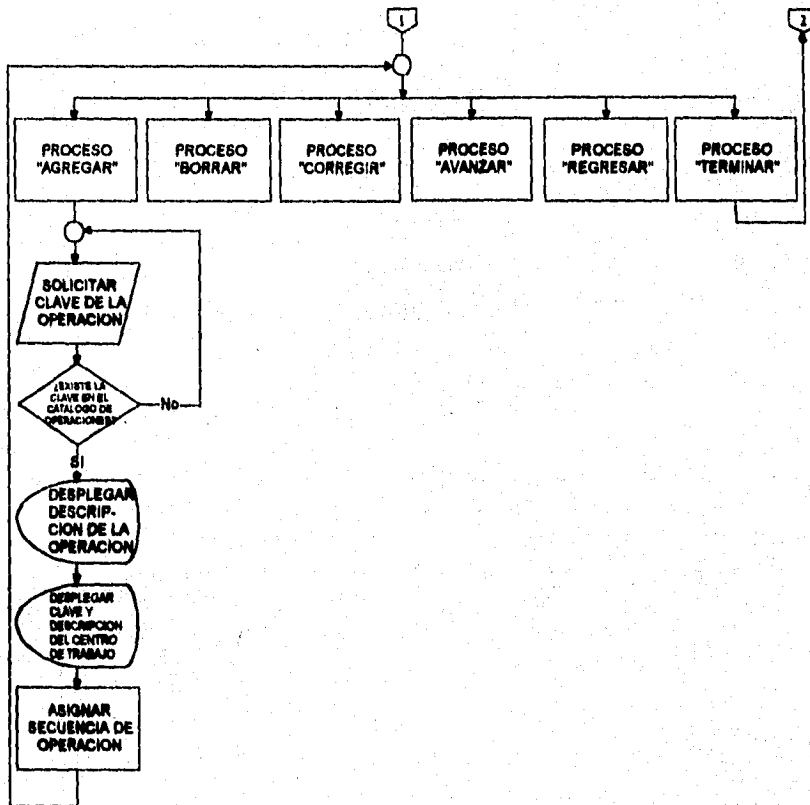 1
2
PROCESO
"AGREGAR"
PROCESO
"BORRAR"
PROCESO
"CORREGIR"
PROCESO
"AVANZAR"
PROCESO
"REGRESAR"
PROCESO
"TERMINAR"
SOLICITAR
CLAVE DE LA
OPERACION
¿EXISTE LA
CLAVE EN EL
CATALOGO DE
OPERACIONES?
No
SI
DESPLEGAR
DESCRIP-
CION DE LA
OPERACION
DESPLEGAR
CLAVE Y
DESCRIPCION
DEL CENTRO
DE TRABAJO
ASIGNAR
SECUENCIA DE
OPERACION